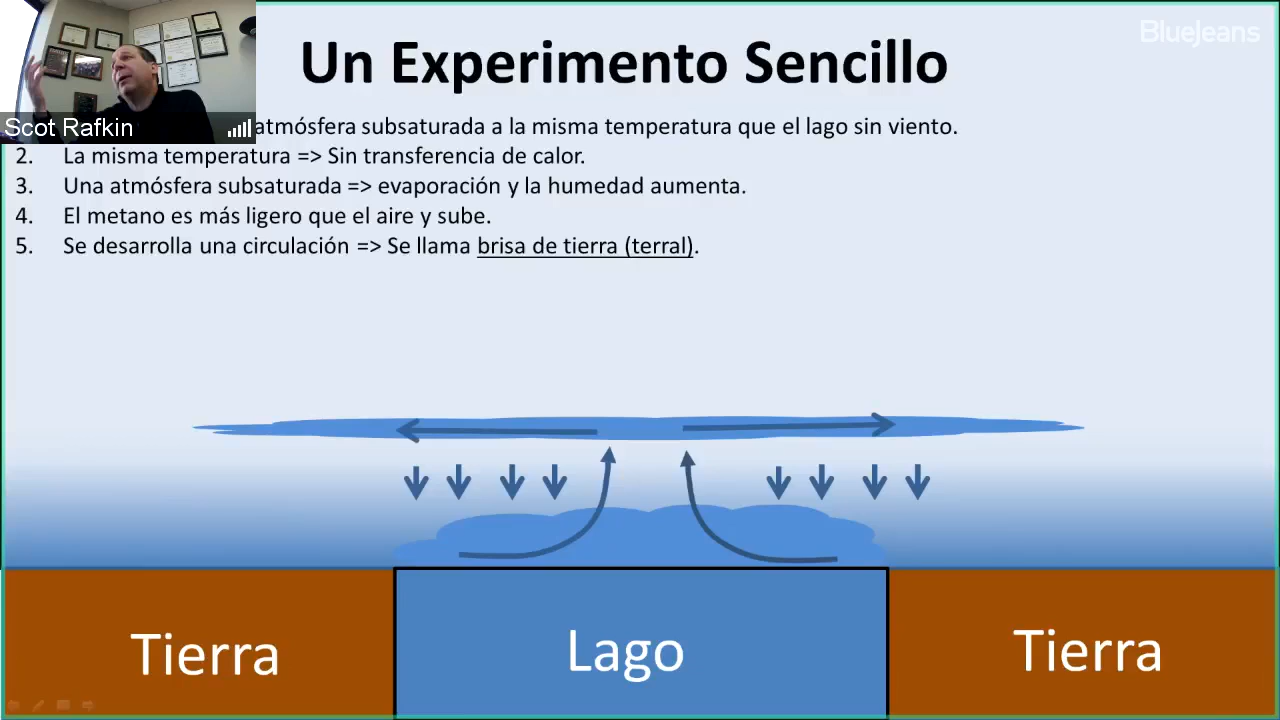 BlueJeans
Un Experimento Sencillo
Scot Rafkin
atmósfera subsaturada a la misma temperatura que el lago sin viento.
2. La misma temperatura => Sin transferencia de calor.
3. Una atmósfera subsaturada => evaporación y la humedad aumenta.
4. El metano es más ligero que el aire y sube.
5. Se desarrolla una circulación => Se llama brisa de tierra (terral).
Tierra
Lago
Tierra